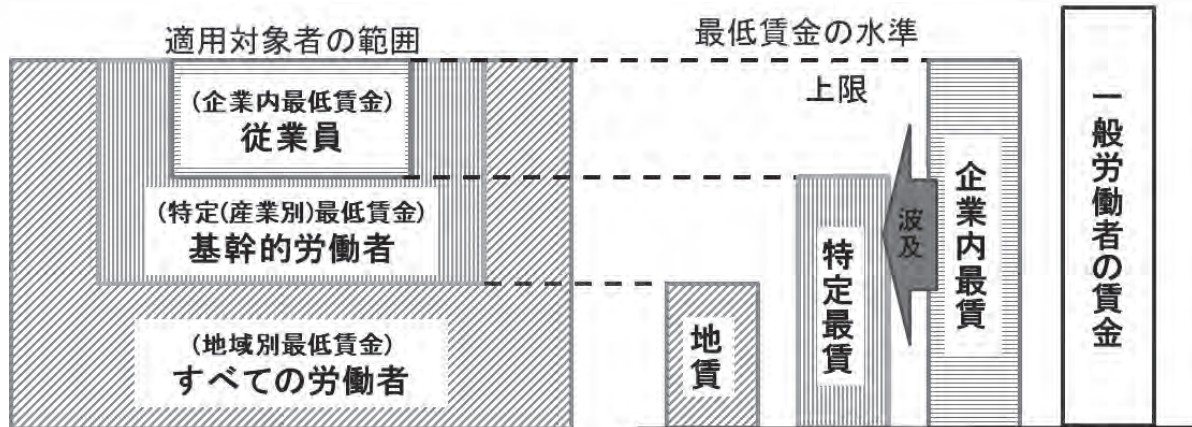 適用対象者の範囲
(企業内最低賃金)
従業員
(特定(産業別)最低賃金)
基幹的労働者
(地域別最低賃金)
すべての労働者
最低賃金の水準
上限
地賃
特定最賃
波及
企業内最賃
一般労働者の賃金